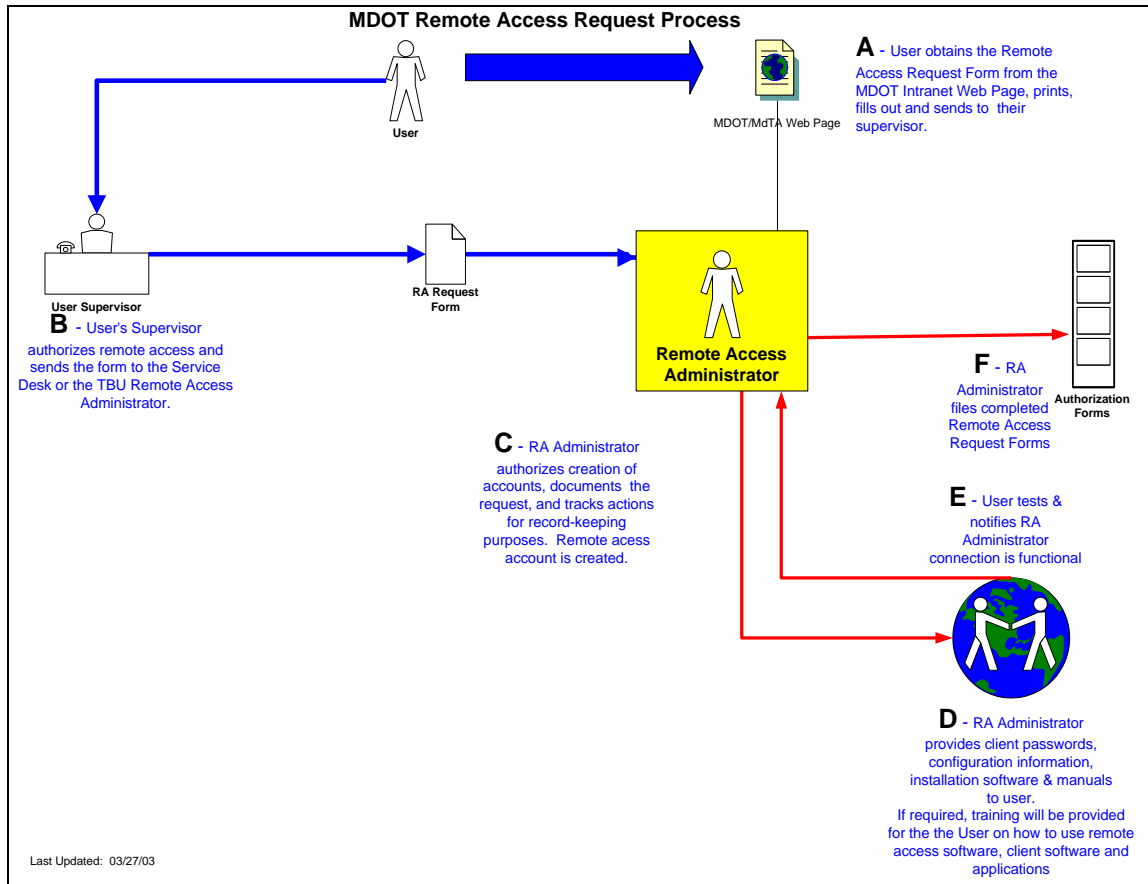 MDOT Remote Access Request Process
User
MDOT/MdTA Web Page
A - User obtains the Remote
Access Request Form from the
MDOT Intranet Web Page, prints,
fills out and sends to  their
supervisor.
User Supervisor
B - User's Supervisor
authorizes remote access and
sends the form to the Service
Desk or the TBU Remote Access
Administrator.
RA Request
Form
Remote Access
Administrator
Authorization
Forms
F - RA
Administrator
files completed
Remote Access
Request Forms
C - RA Administrator
authorizes creation of
accounts, documents  the
request, and tracks actions
for record-keeping
purposes.  Remote acess
account is created.
E - User tests &
notifies RA
Administrator
connection is functional
D - RA Administrator
provides client passwords,
configuration information,
installation software & manuals
to user.
If required, training will be provided
for the the User on how to use remote
access software, client software and
applications
Last Updated:  03/27/03